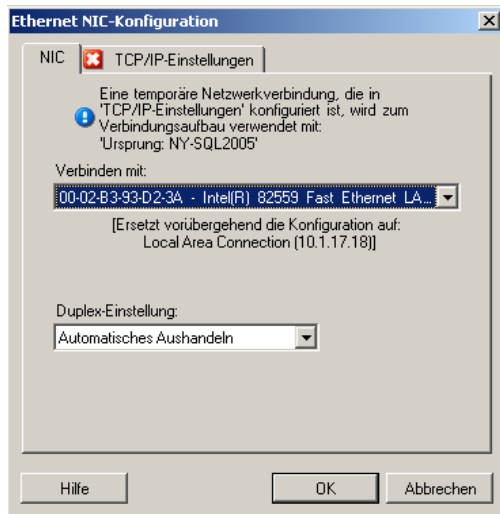 Ethernet NIC-Konfiguration
NIC
TCP/IP-Einstellungen
Eine temporäre Netzwerkverbindung, die in
'TCP/IP-Einstellungen' konfiguriert ist, wird zum
Verbindungsaufbau verwendet mit:
'Ursprung: NY-SQL2005'
Verbinden mit:
00-02-B3-93-D2-3A - Intel(R) 82559 Fast Ethernet LA...
[Ersetzt vorübergehend die Konfiguration auf:
Local Area Connection (10.1.17.18)]
Duplex-Einstellung:
Automatisches Aushandeln
Hilfe
OK
Abbrechen